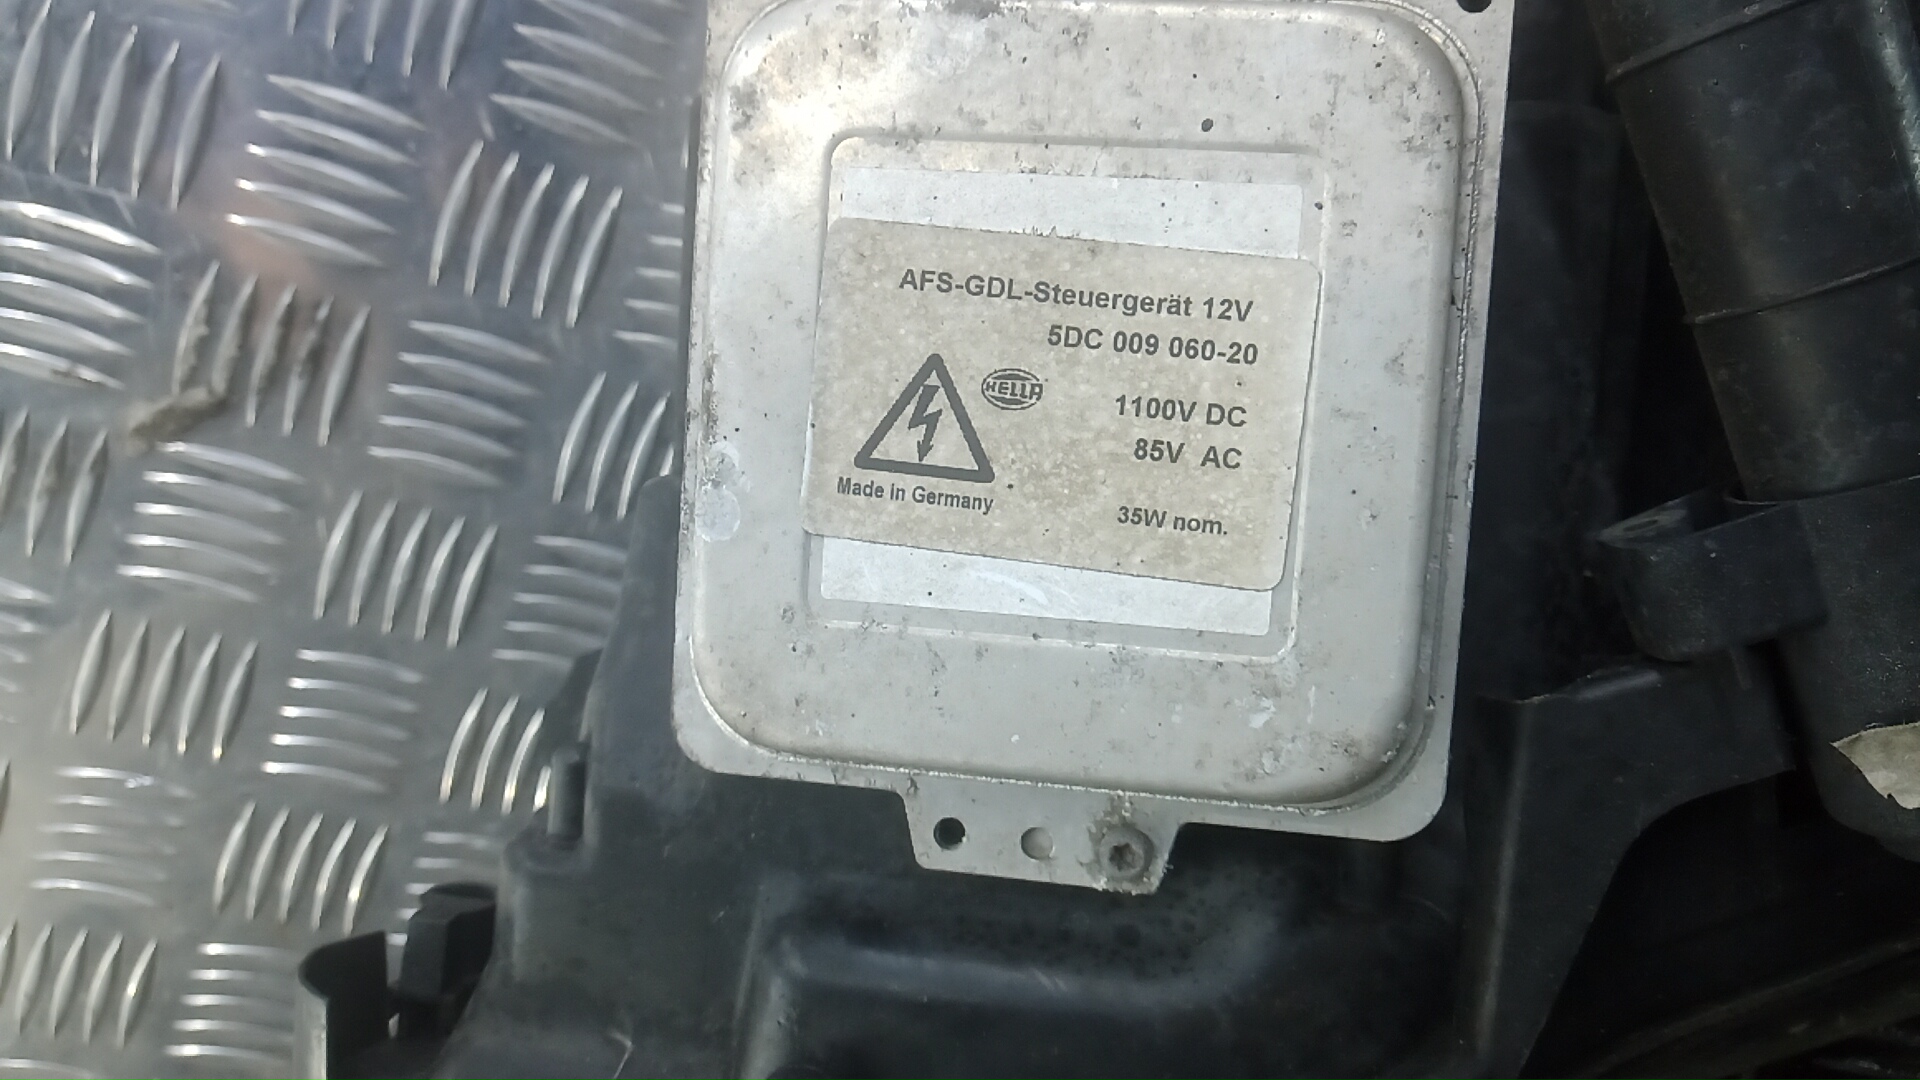 AFS-GDL-Steuergerät 12V
5DC 009 060-20
HELLA
1100V DC
85V AC
Made in Germany
35W nom.